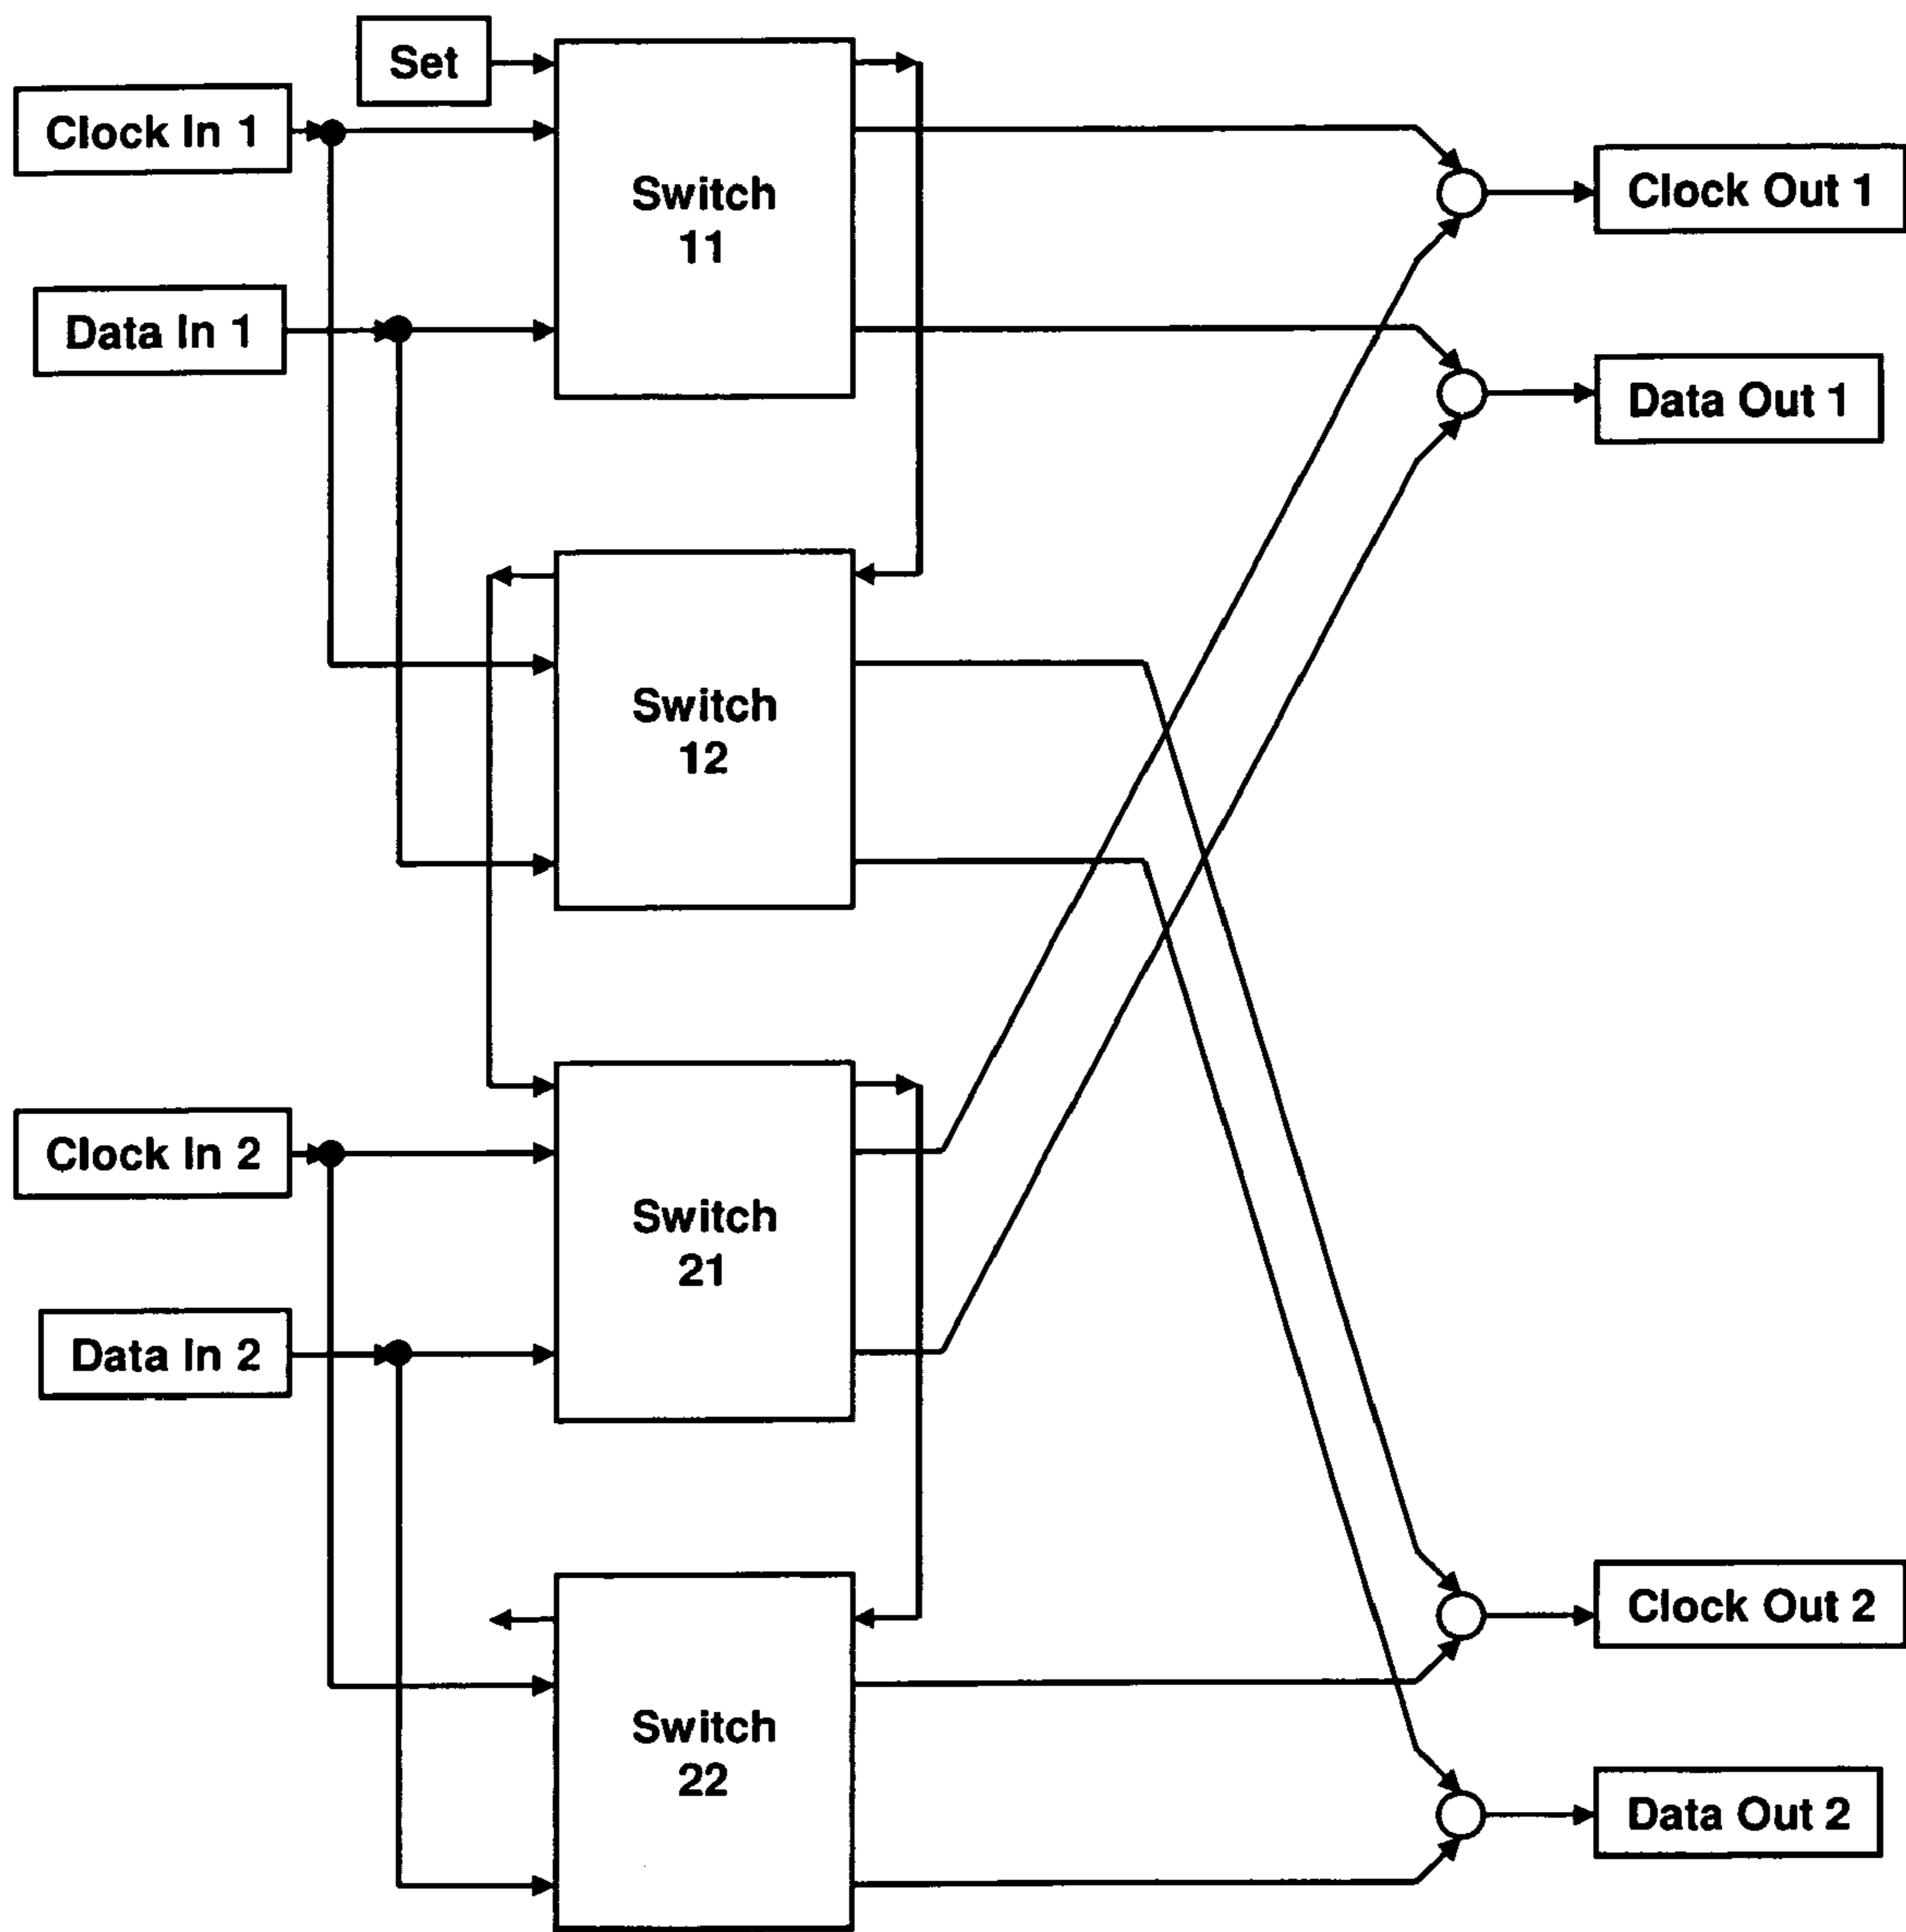 Set
Clock In 1
Switch
11
Clock Out 1
Data In 1
Data Out 1
Switch
12
Clock In 2
Switch
21
Data In 2
Clock Out 2
Switch
22
Data Out 2